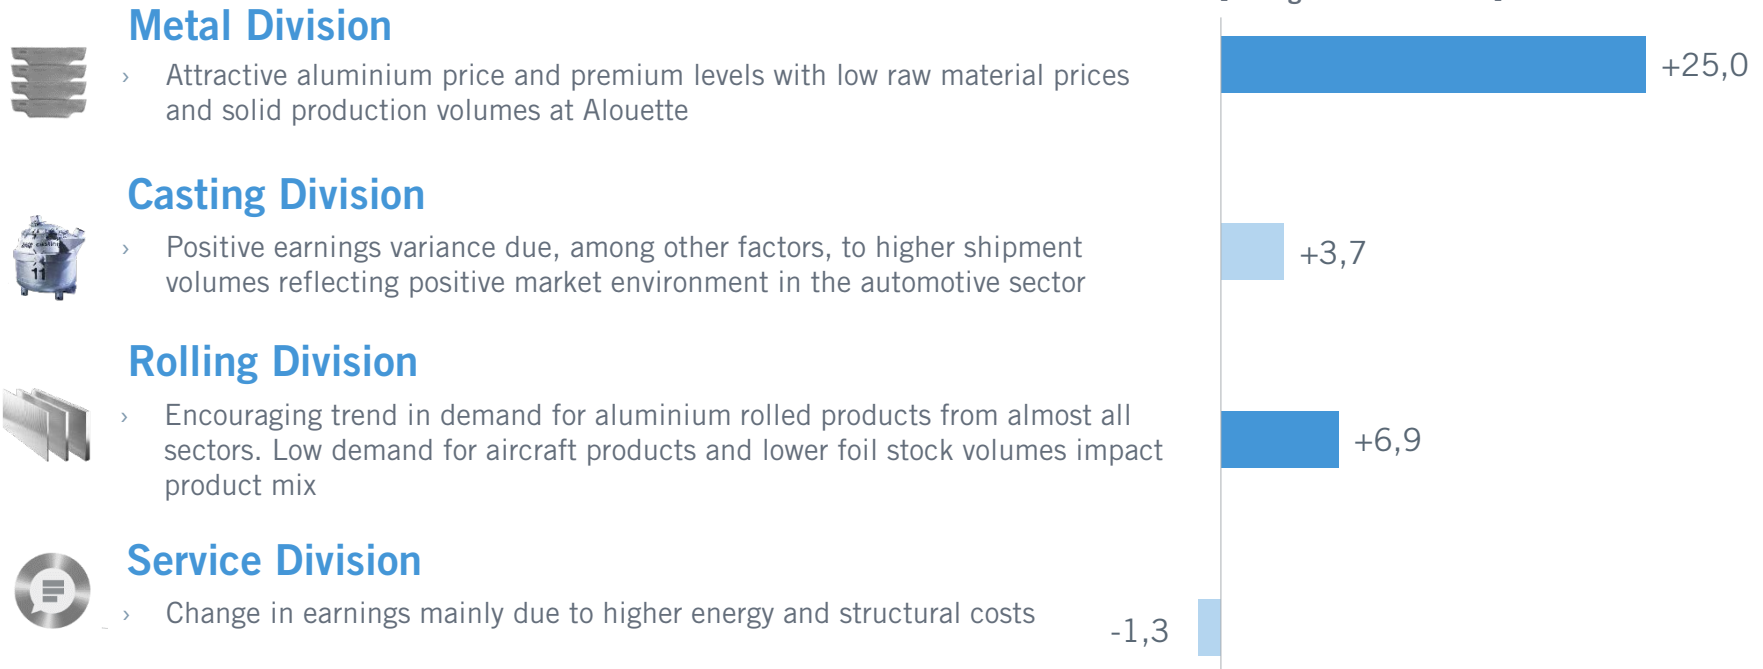 Metal Division
› Attractive aluminium price and premium levels with low raw material prices
and solid production volumes at Alouette
+25,0
Casting Division
› Positive earnings variance due, among other factors, to higher shipment
volumes reflecting positive market environment in the automotive sector
+3,7
11
Rolling Division
› Encouraging trend in demand for aluminium rolled products from almost all
sectors. Low demand for aircraft products and lower foil stock volumes impact
product mix
+6,9
Service Division
› Change in earnings mainly due to higher energy and structural costs
-1,3